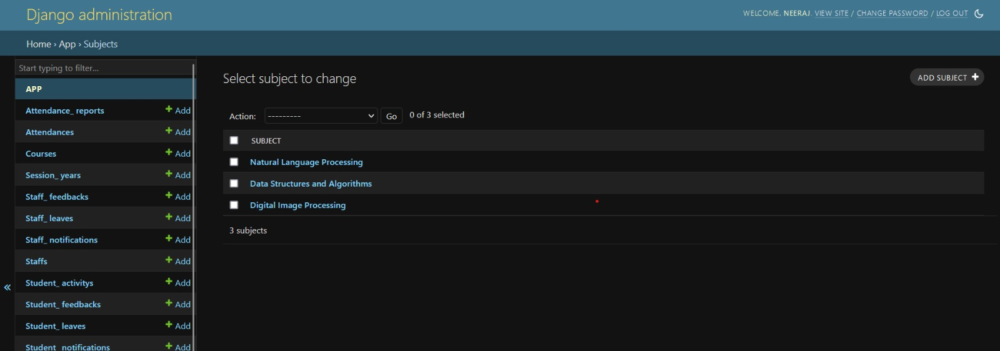 Django administration
WELCOME, NEERAJ. VIEW SITE / CHANGE PASSWORD / LOG OUT
Home › App › Subjects
Start typing to filter...
APP
Attendance_ reports + Add
Attendances + Add
Courses + Add
Session_ years + Add
Staff_ feedbacks + Add
Staff_ leaves + Add
Staff_ notifications + Add
Staffs + Add
Student_ activitys + Add
Student_ feedbacks + Add
Student_ leaves + Add
Student_ notifications + Add
«
Select subject to change
ADD SUBJECT +
Action: --------- Go 0 of 3 selected
SUBJECT
Natural Language Processing
Data Structures and Algorithms
Digital Image Processing
3 subjects